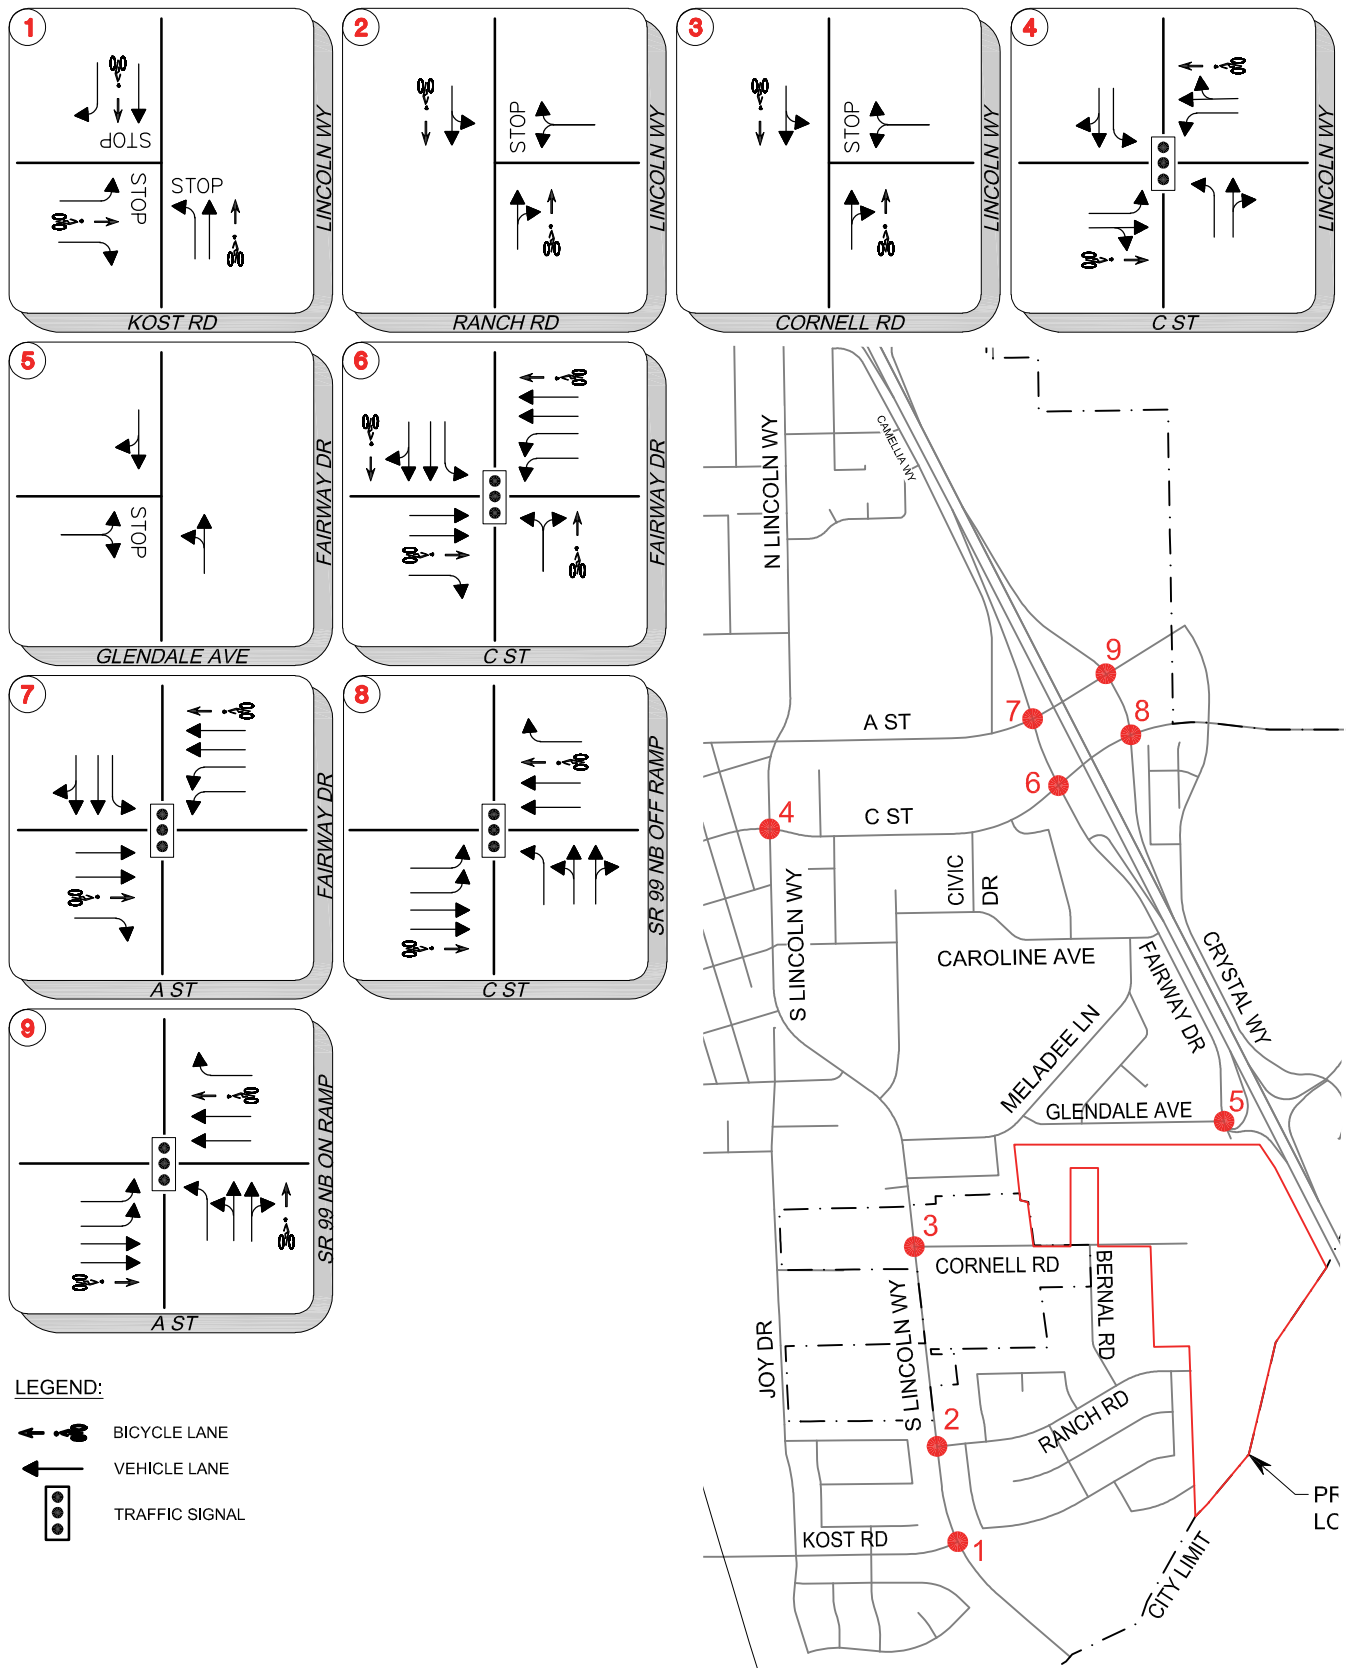 1
STOP
STOP
STOP
LINCOLN WY
KOST RD
2
STOP
LINCOLN WY
RANCH RD
3
STOP
LINCOLN WY
CORNELL RD
4
LINCOLN WY
C ST
5
STOP
FAIRWAY DR
GLENDALE AVE
6
FAIRWAY DR
C ST
7
FAIRWAY DR
A ST
8
SR 99 NB OFF RAMP
C ST
9
SR 99 NB ON RAMP
A ST
LEGEND:
BICYCLE LANE
VEHICLE LANE
TRAFFIC SIGNAL
CAMELLIA WY
N LINCOLN WY
9
7
8
A ST
6
4
C ST
CIVIC
DR
S LINCOLN WY
CAROLINE AVE
FAIRWAY DR
CRYSTAL WY
MELADEE LN
GLENDALE AVE
5
3
CORNELL RD
BERNAL RD
S LINCOLN WY
JOY DR
2
RANCH RD
KOST RD
1
CITY LIMIT